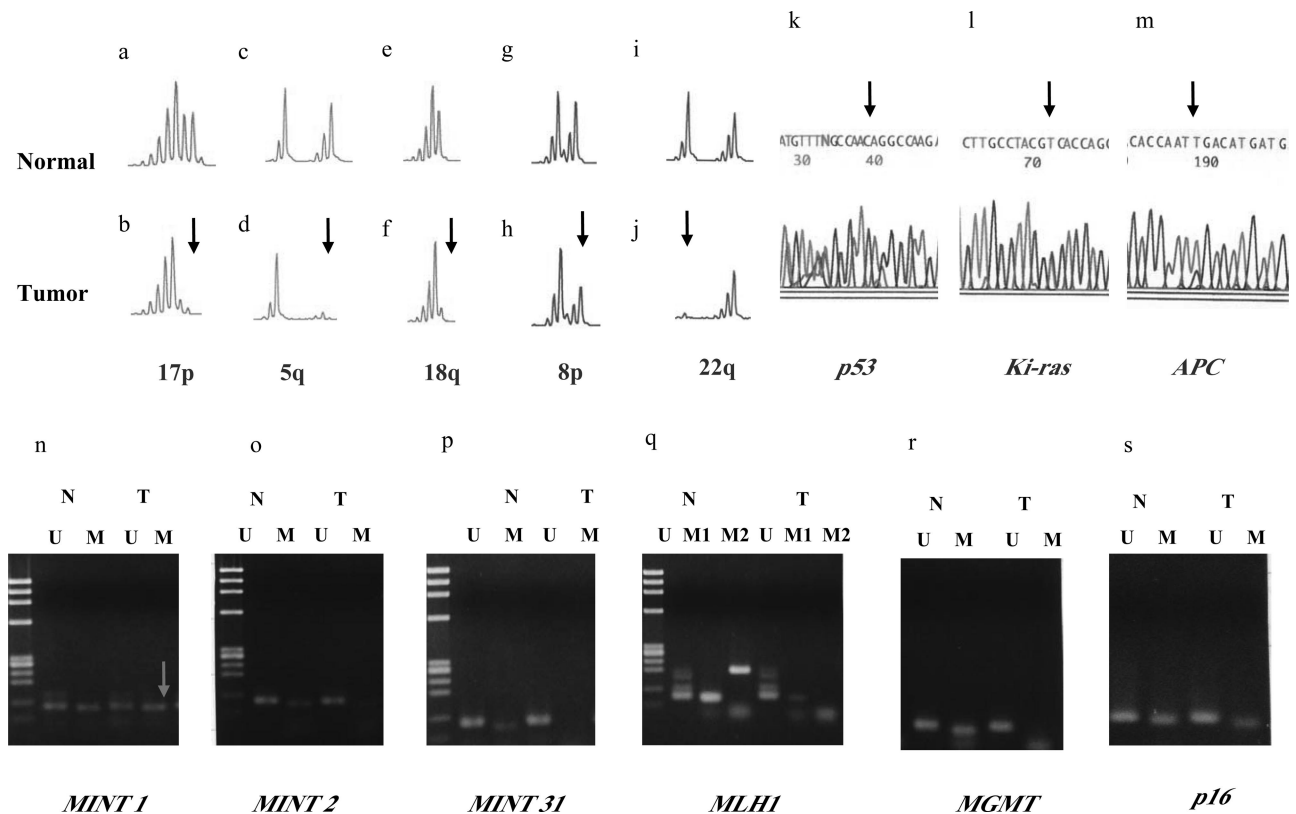 a c e g i k l m
Normal
ATGTTTNGCCAACAGGCCAAGA
30 40
CTTGCCTACGTCACCAGC
70
CACCAATTGACATGATG
190
b d f h j
Tumor
17p 5q 18q 8p 22q p53 Ki-ras APC
n o p q r s
N T N T N T N T N T N T
U M U M U M U M U M U M U M1 M2 U M1 M2 U M U M U M U M
MINT 1 MINT 2 MINT 31 MLH1 MGMT p16